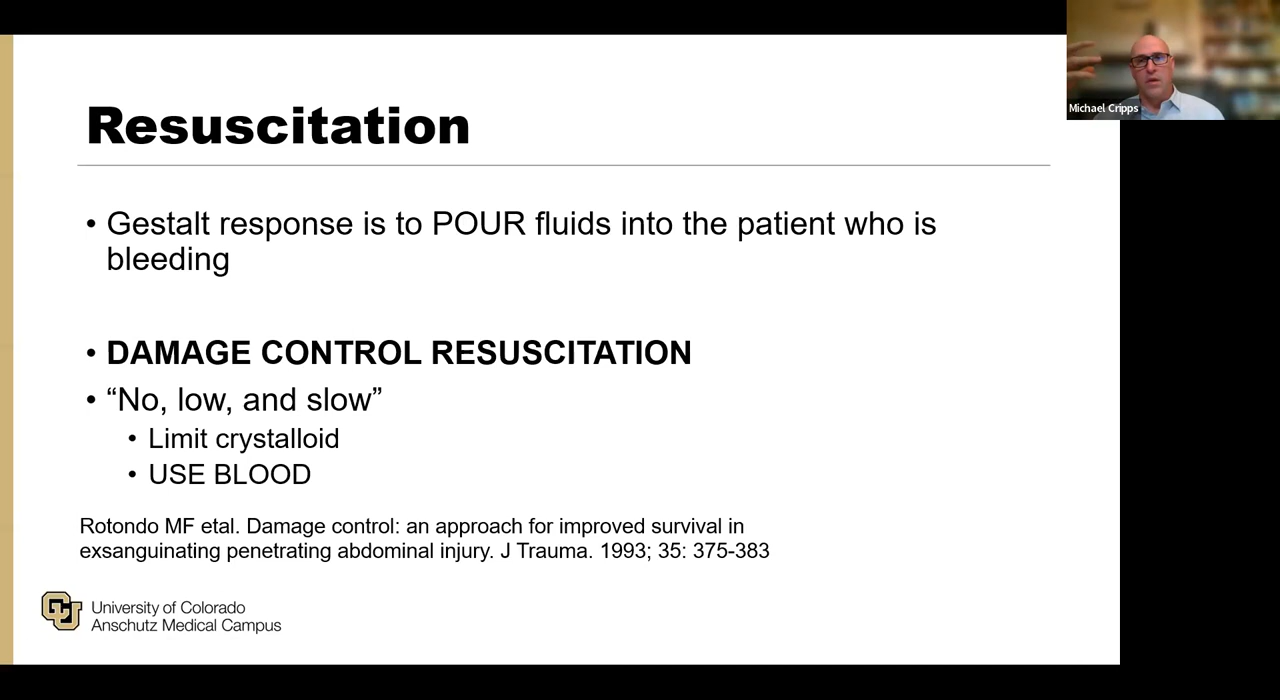 Michael Cripps
Resuscitation
• Gestalt response is to POUR fluids into the patient who is
bleeding
• DAMAGE CONTROL RESUSCITATION
• “No, low, and slow”
• Limit crystalloid
• USE BLOOD
Rotondo MF etal. Damage control: an approach for improved survival in
exsanguinating penetrating abdominal injury. J Trauma. 1993; 35: 375-383
CU
University of Colorado
Anschutz Medical Campus